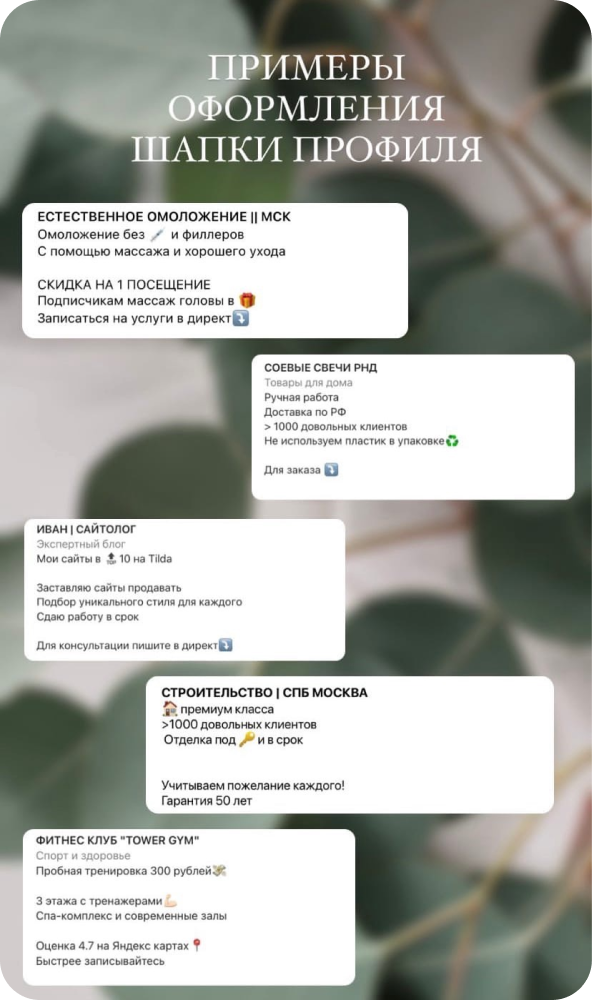 ПРИМЕРЫ
ОФОРМЛЕНИЯ
ШАПКИ ПРОФИЛЯ
ЕСТЕСТВЕННОЕ ОМОЛОЖЕНИЕ || МСК
Омоложение без 💉 и филлеров
С помощью массажа и хорошего ухода
СКИДКА НА 1 ПОСЕЩЕНИЕ
Подписчикам массаж головы в 🎁
Записаться на услуги в директ⤵️
СОЕВЫЕ СВЕЧИ РНД
Товары для дома
Ручная работа
Доставка по РФ
> 1000 довольных клиентов
Не используем пластик в упаковке♻️
Для заказа ⤵️
ИВАН | САЙТОЛОГ
Экспертный блог
Мои сайты в 🔝 10 на Tilda
Заставляю сайты продавать
Подбор уникального стиля для каждого
Сдаю работу в срок
Для консультации пишите в директ⤵️
СТРОИТЕЛЬСТВО | СПБ МОСКВА
🏠 премиум класса
>1000 довольных клиентов
Отделка под 🔑 и в срок
Учитываем пожелание каждого!
Гарантия 50 лет
ФИТНЕС КЛУБ "TOWER GYM"
Спорт и здоровье
Пробная тренировка 300 рублей💸
3 этажа с тренажерами💪🏻
Спа-комплекс и современные залы
Оценка 4.7 на Яндекс картах 📍
Быстрее записывайтесь